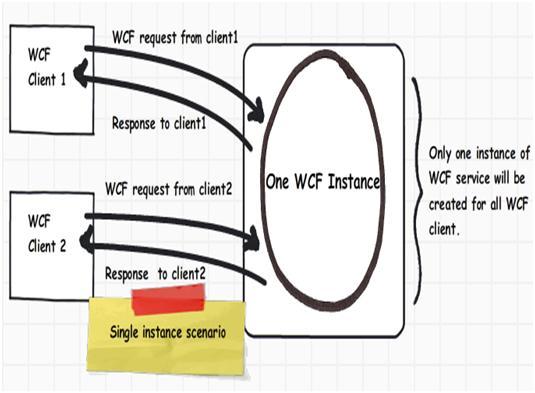 WCF
Client 1
WCF request from client1
Response to client1
WCF
Client 2
WCF request from client2
Response to client2
One WCF Instance
Only one instance of
WCF service will be
created for all WCF
client.
Single instance scenario